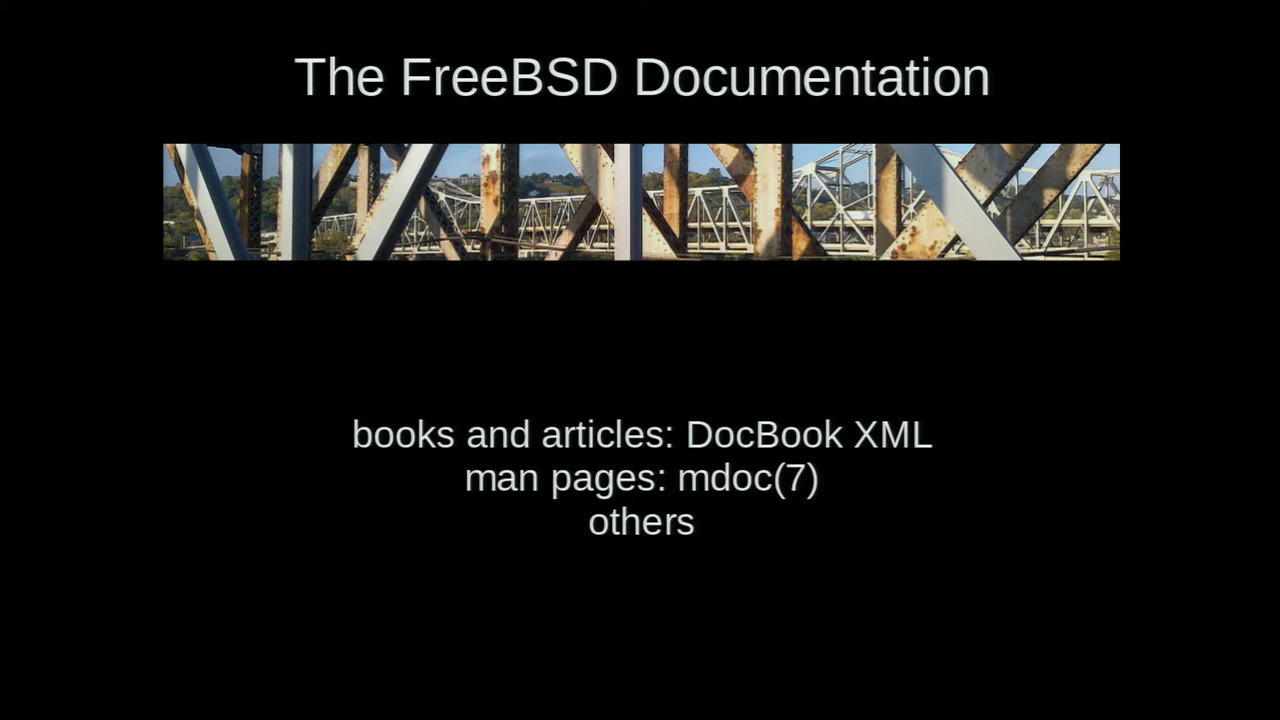 The FreeBSD Documentation
books and articles: DocBook XML
man pages: mdoc(7)
others